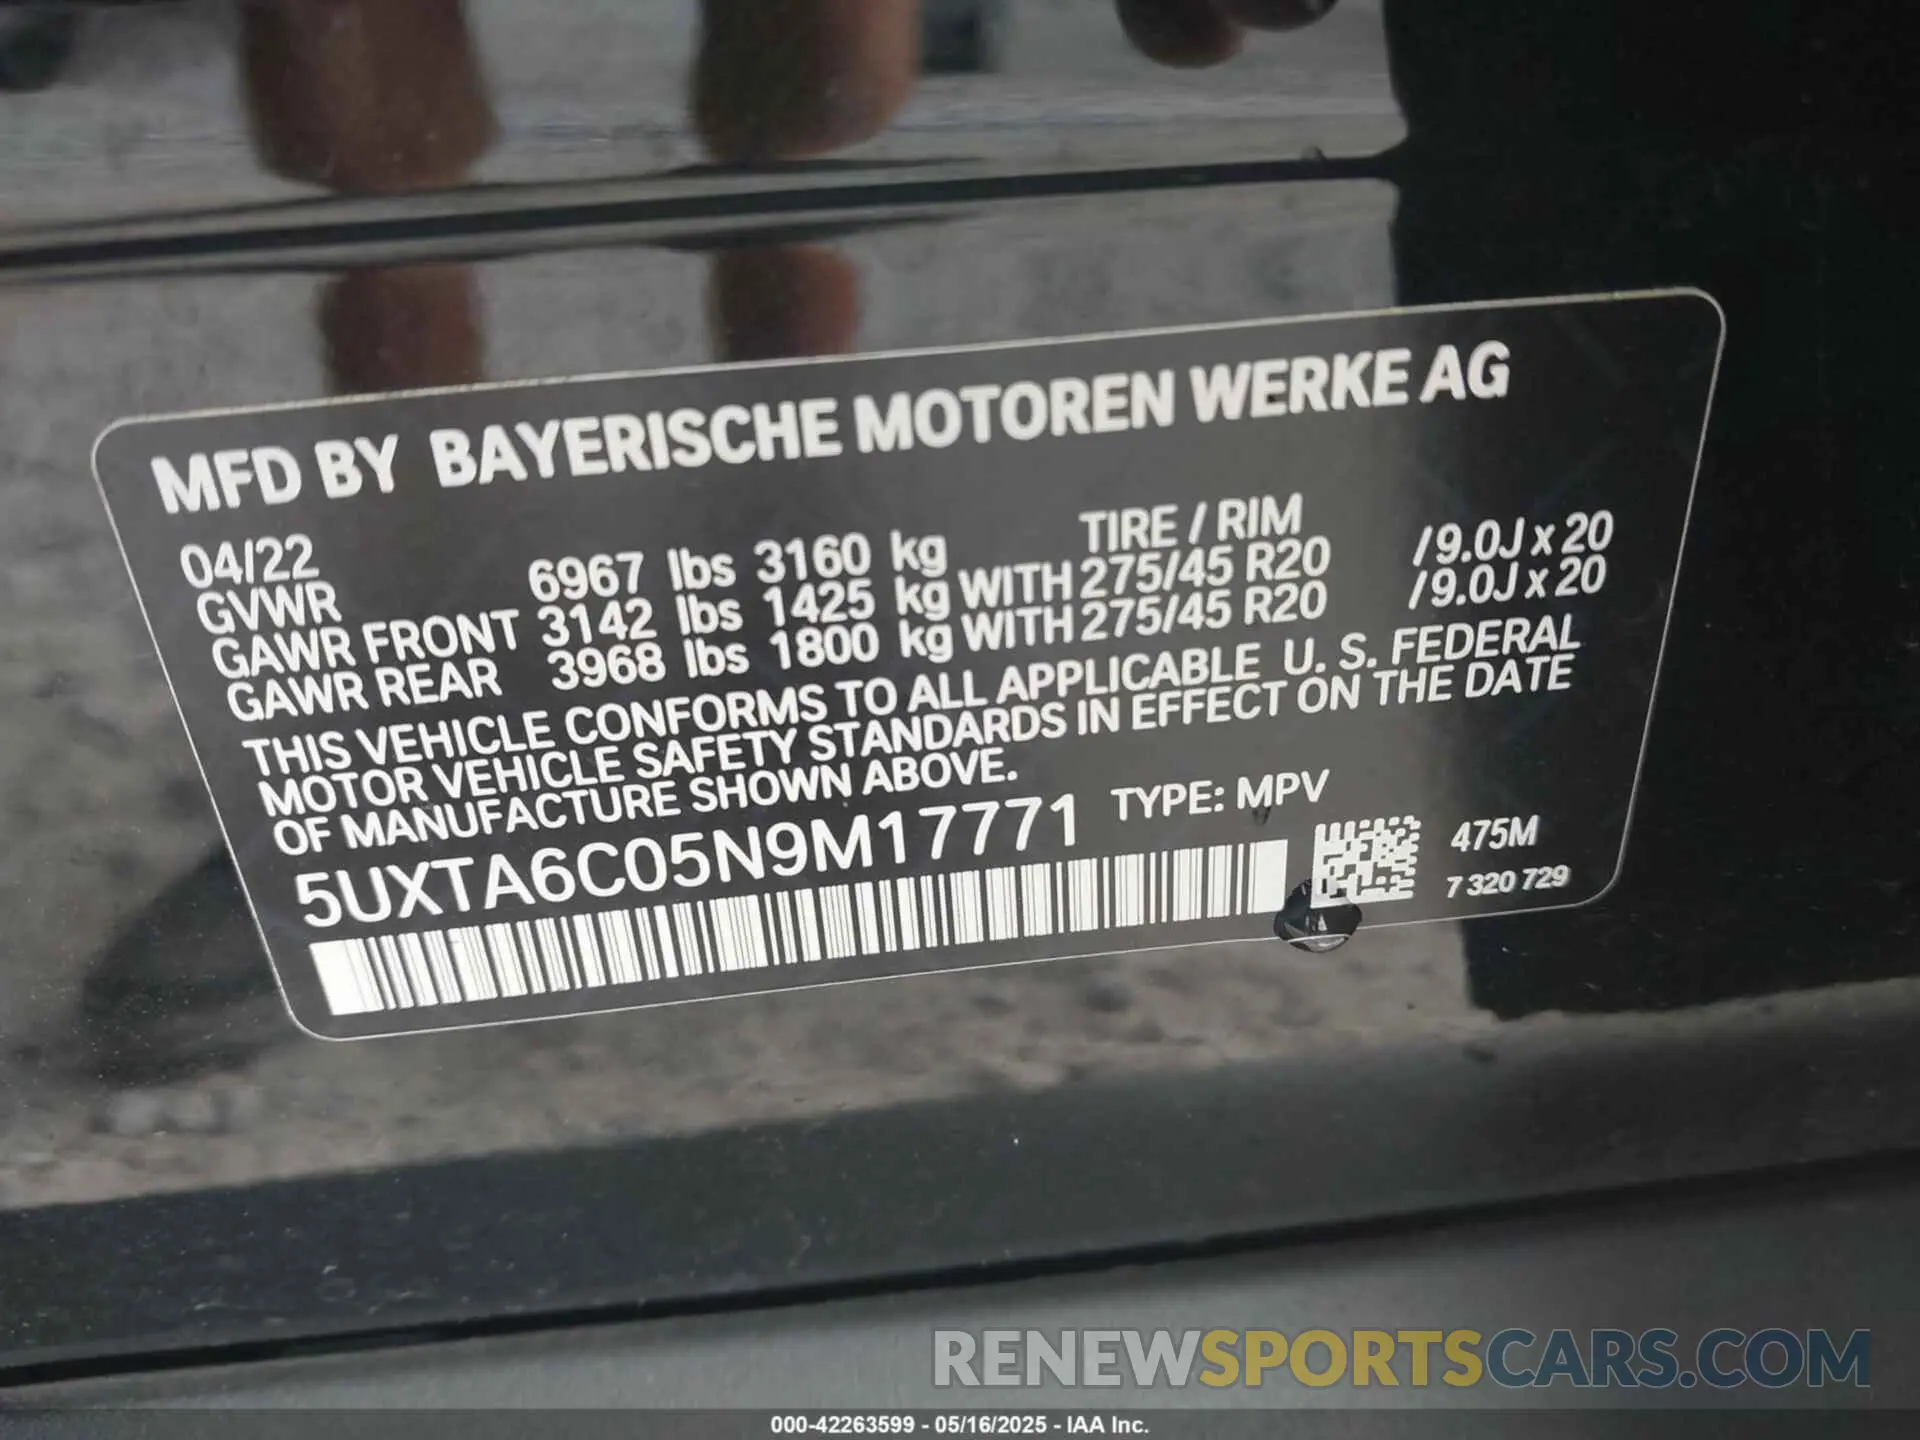 MFD BY BAYERISCHE MOTOREN WERKE AG
04/22 TIRE / RIM
GVWR 6967 lbs 3160 kg
GAWR FRONT 3142 lbs 1425 kg WITH 275/45 R20 /9.0J x 20
GAWR REAR 3968 lbs 1800 kg WITH 275/45 R20 /9.0J x 20
THIS VEHICLE CONFORMS TO ALL APPLICABLE U. S. FEDERAL
MOTOR VEHICLE SAFETY STANDARDS IN EFFECT ON THE DATE
OF MANUFACTURE SHOWN ABOVE.
5UXTA6C05N9M17771 TYPE: MPV
475M
7 320 729
RENEWSPORTSCARS.COM
000-42263599 - 05/16/2025 - IAA Inc.